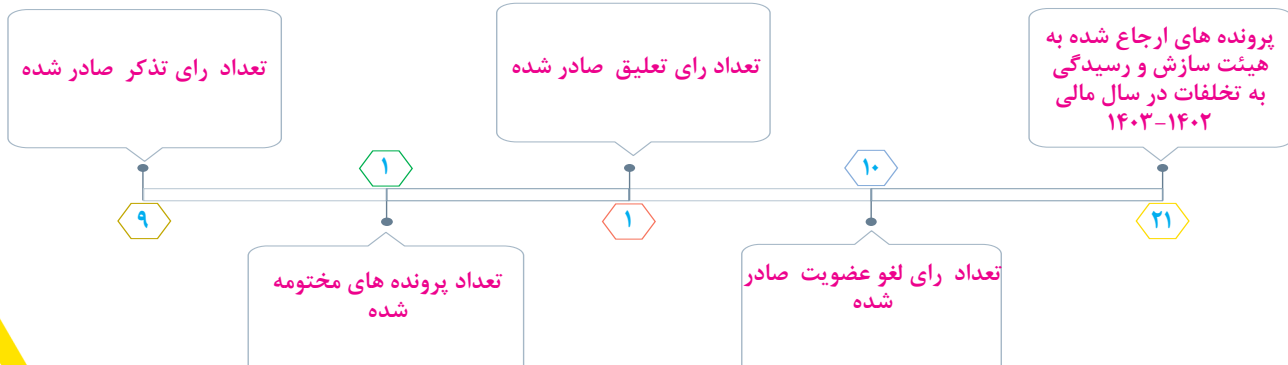 پرونده های ارجاع شده به
هیئت سازش و رسیدگی
به تخلفات در سال مالی
۱۴۰۳-۱۴۰۲
۲۱
۱۰
تعداد رای لغو عضویت صادر
شده
تعداد رای تعلیق صادر شده
۱
۱
تعداد پرونده های مختومه
شده
تعداد رای تذکر صادر شده
۹